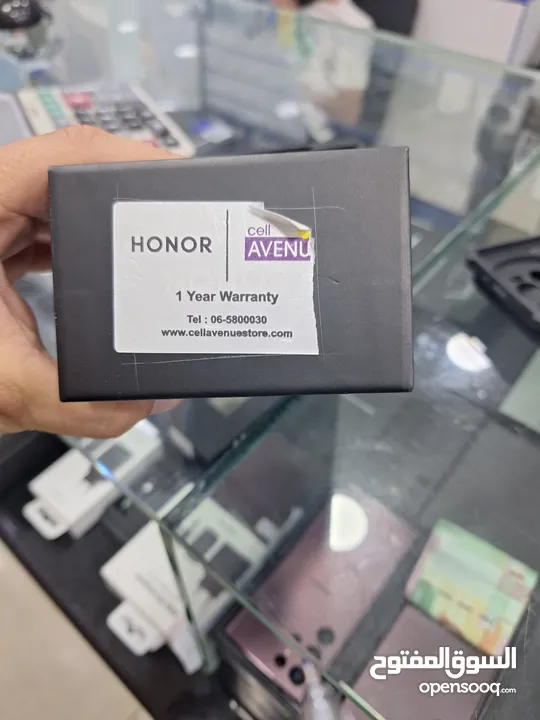 HONOR
cell
AVENU
1 Year Warranty
Tel : 06-5800030
www.cellavenuestore.com
السوق المفتوح
opensooq.com